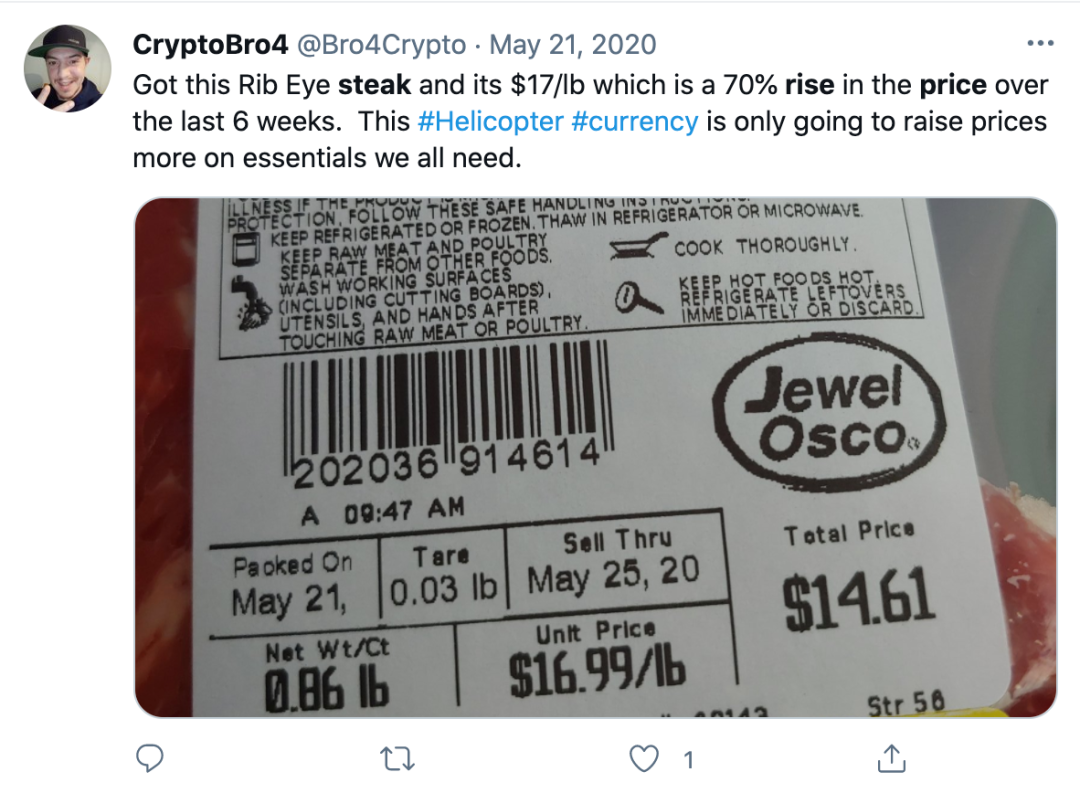 CryptoBro4 @Bro4Crypto · May 21, 2020
Got this Rib Eye steak and its $17/lb which is a 70% rise in the price over
the last 6 weeks.  This #Helicopter #currency is only going to raise prices
more on essentials we all need.
ILLNESS IF THE PRODUC
PROTECTION, FOLLOW THESE SAFE HANDLING INSTRUCTIONS.
KEEP REFRIGERATED OR FROZEN. THAW IN REFRIGERATOR OR MICROWAVE.
KEEP RAW MEAT AND POULTRY
SEPARATE FROM OTHER FOODS.
WASH WORKING SURFACES
(INCLUDING CUTTING BOARDS),
UTENSILS, AND HANDS AFTER
TOUCHING RAW MEAT OR POULTRY.
COOK THOROUGHLY.
KEEP HOT FOODS HOT.
REFRIGERATE LEFTOVERS
IMMEDIATELY OR DISCARD.
202036 914614
Jewel
Osco
A 09:47 AM
Packed On
May 21,
Tare
0.03 lb
Sell Thru
May 25, 20
Total Price
$14.61
Net Wt/Ct
0.86 lb
Unit Price
$16.99/lb
Str 56
1